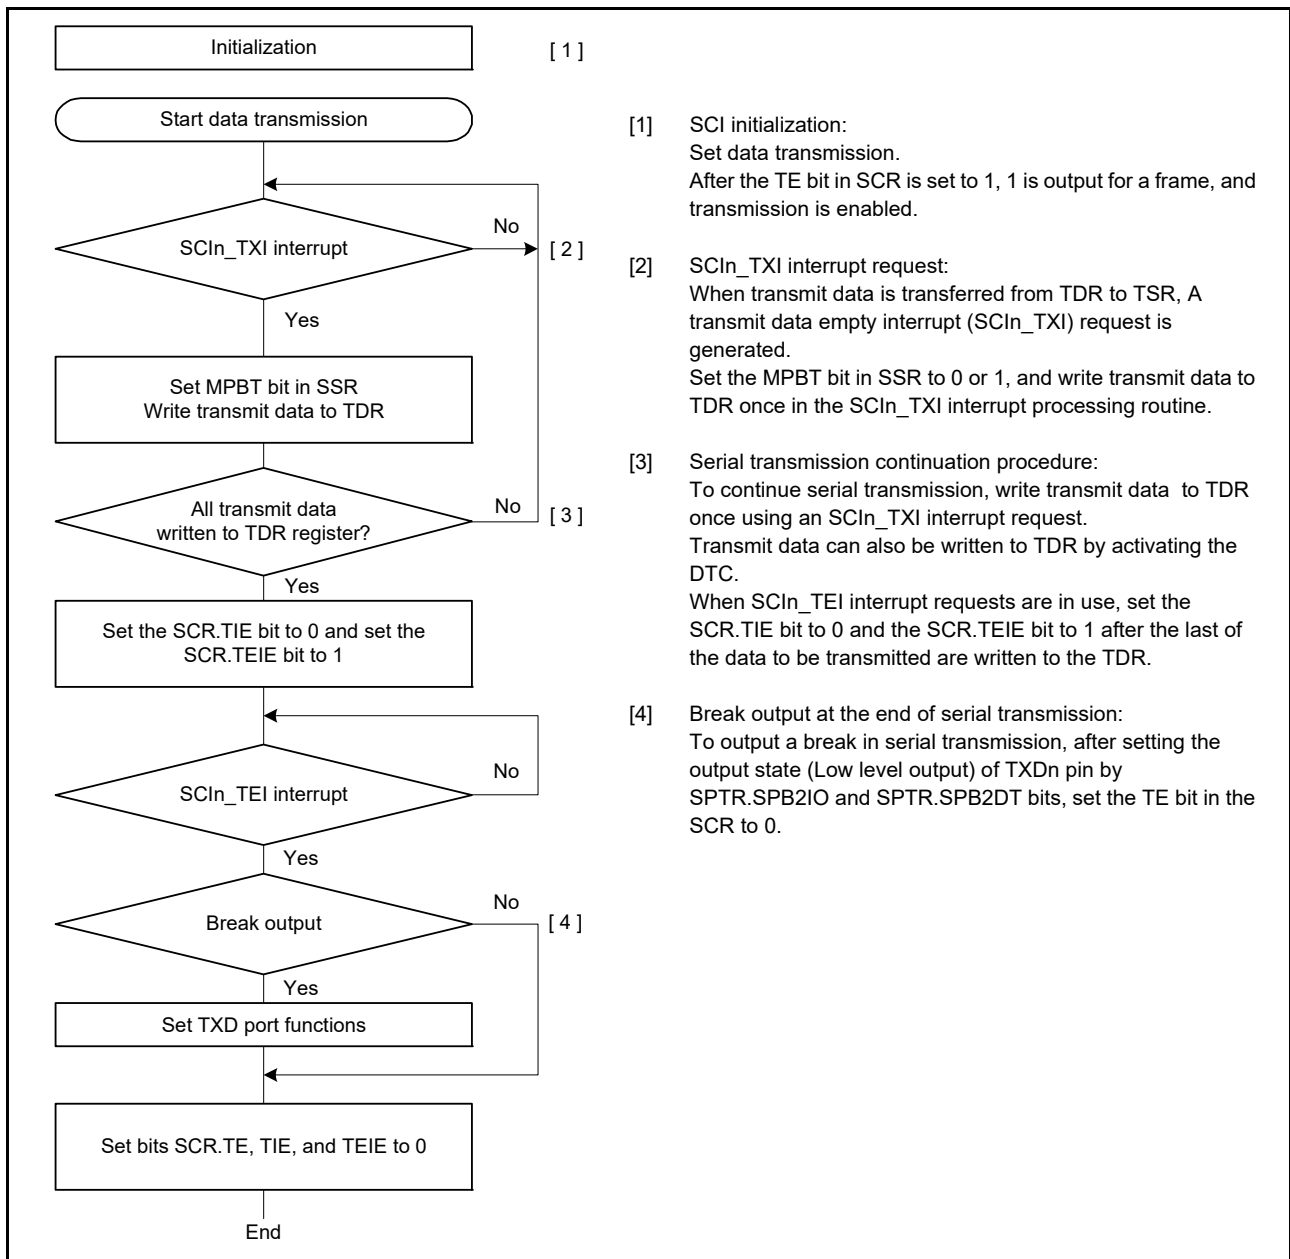 Initialization
[ 1 ]
Start data transmission
SCIn_TXI interrupt
No
[ 2 ]
Yes
Set MPBT bit in SSR
Write transmit data to TDR
All transmit data
written to TDR register?
No
[ 3 ]
Yes
Set the SCR.TIE bit to 0 and set the
SCR.TEIE bit to 1
SCIn_TEI interrupt
No
Yes
Break output
No
[ 4 ]
Yes
Set TXD port functions
Set bits SCR.TE, TIE, and TEIE to 0
End
[1] SCI initialization:
Set data transmission.
After the TE bit in SCR is set to 1, 1 is output for a frame, and
transmission is enabled.
[2] SCIn_TXI interrupt request:
When transmit data is transferred from TDR to TSR, A
transmit data empty interrupt (SCIn_TXI) request is
generated.
Set the MPBT bit in SSR to 0 or 1, and write transmit data to
TDR once in the SCIn_TXI interrupt processing routine.
[3] Serial transmission continuation procedure:
To continue serial transmission, write transmit data to TDR
once using an SCIn_TXI interrupt request.
Transmit data can also be written to TDR by activating the
DTC.
When SCIn_TEI interrupt requests are in use, set the
SCR.TIE bit to 0 and the SCR.TEIE bit to 1 after the last of
the data to be transmitted are written to the TDR.
[4] Break output at the end of serial transmission:
To output a break in serial transmission, after setting the
output state (Low level output) of TXDn pin by
SPTR.SPB2IO and SPTR.SPB2DT bits, set the TE bit in the
SCR to 0.